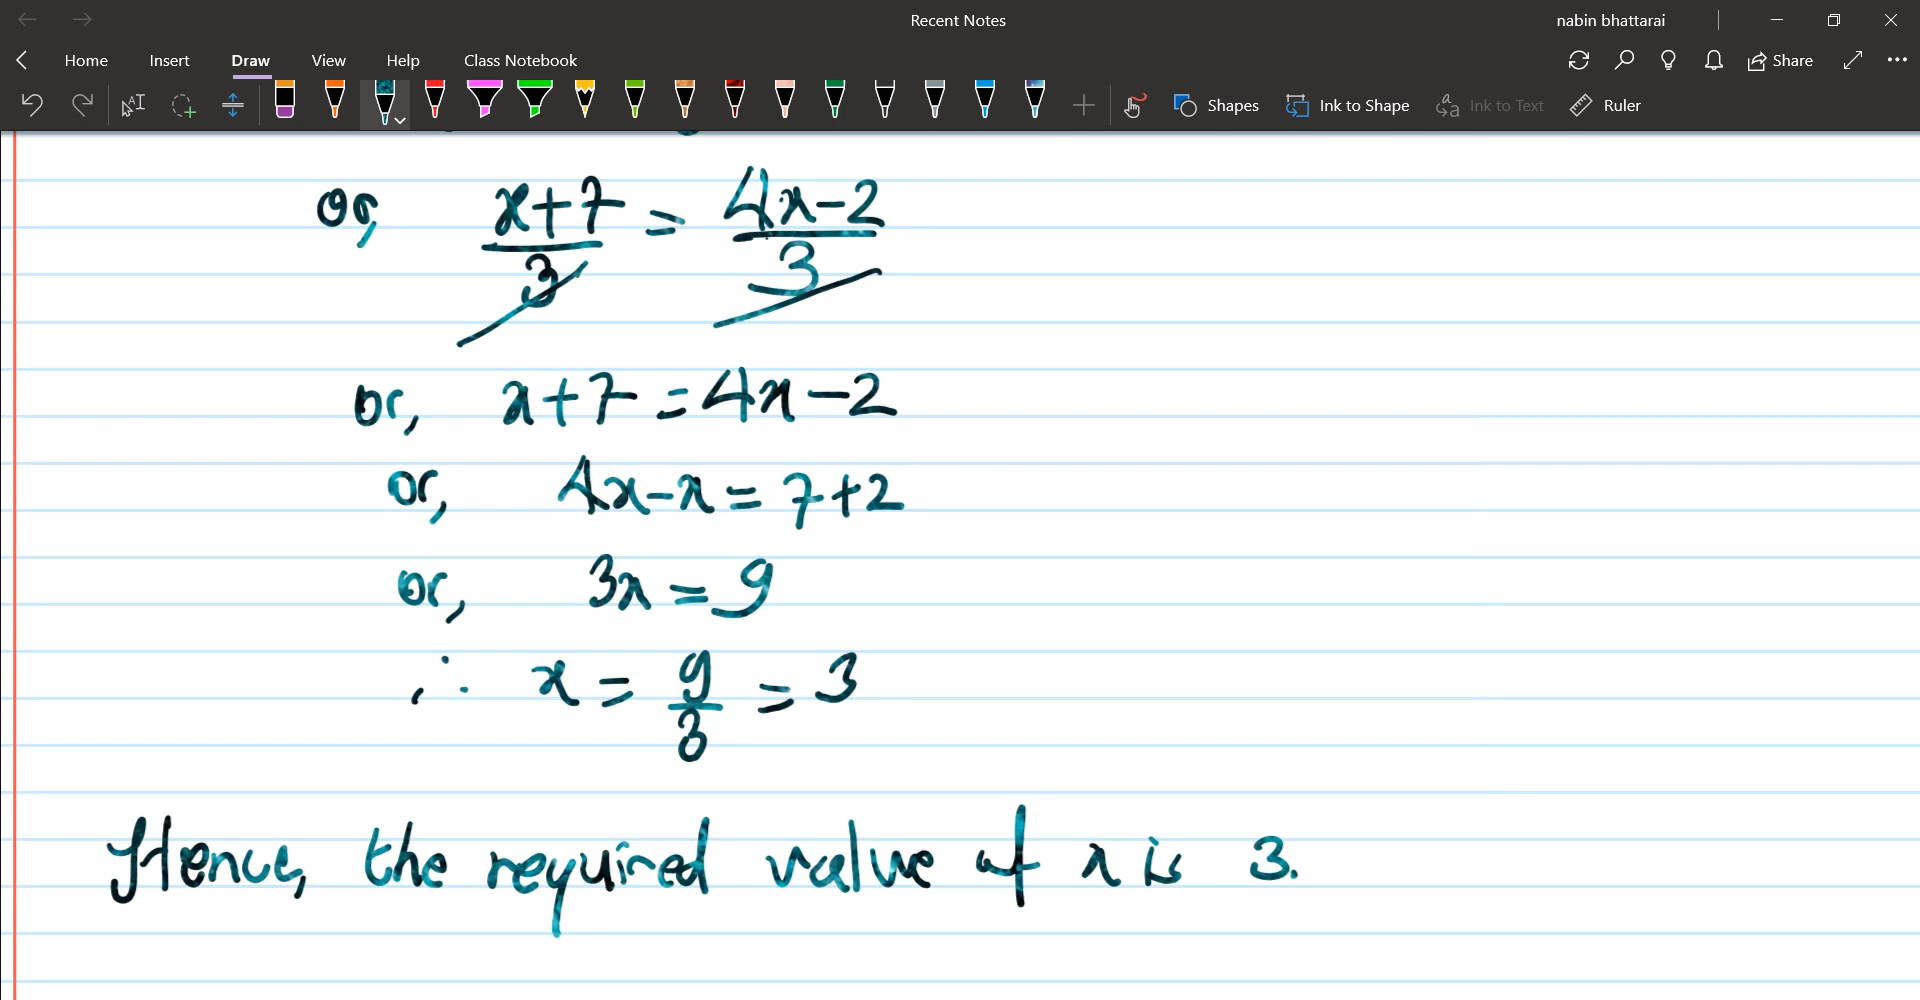 Recent Notes nabin bhattarai
Home Insert Draw View Help Class Notebook Share
Shapes Ink to Shape Ink to Text Ruler
or, x+7/3 = 4x-2/3
or, x+7 = 4x-2
or, 4x-x = 7+2
or, 3x = 9
∴ x = 9/3 = 3
Hence, the required value of x is 3.